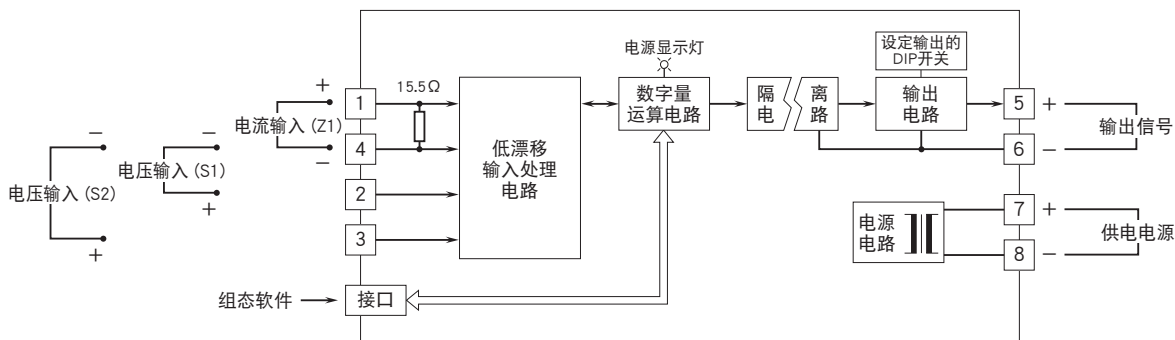 电源显示灯
设定输出的
DIP开关
+
电流输入 (Z1)
−
1
15.5Ω
4
2
3
低漂移
输入处理
电路
数字量
运算电路
隔 离
电 路
输出
电路
5
+
输出信号
6
−
−
电压输入 (S2)
+
−
电压输入 (S1)
+
电源
电路
7
+
供电电源
8
−
组态软件
接口